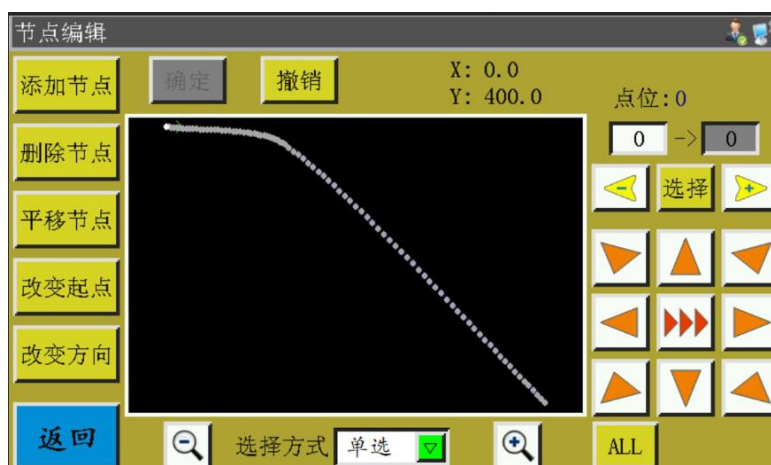 节点编辑
添加节点
确定
撤销
X: 0.0
Y: 400.0
点位:0
0 -> 0
删除节点
选择
平移节点
改变起点
改变方向
返回
选择方式 单选
ALL